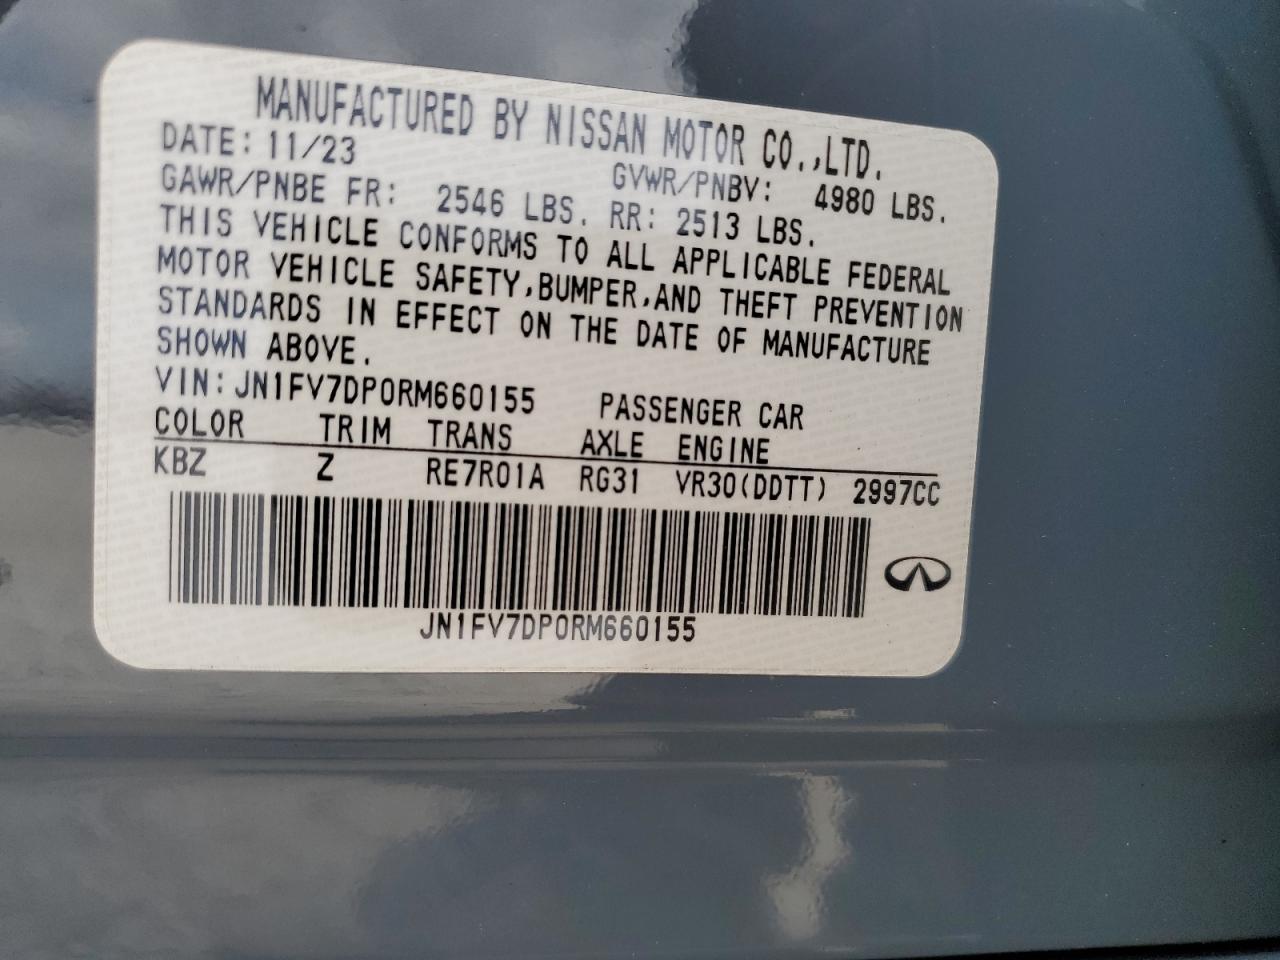 MANUFACTURED BY NISSAN MOTOR CO.,LTD.
DATE: 11/23 GVWR/PNBV: 4980 LBS.
GAWR/PNBE FR: 2546 LBS. RR: 2513 LBS.
THIS VEHICLE CONFORMS TO ALL APPLICABLE FEDERAL
MOTOR VEHICLE SAFETY,BUMPER,AND THEFT PREVENTION
STANDARDS IN EFFECT ON THE DATE OF MANUFACTURE
SHOWN ABOVE.
VIN:JN1FV7DP0RM660155 PASSENGER CAR
COLOR TRIM TRANS AXLE ENGINE
KBZ Z RE7R01A RG31 VR30(DDTT) 2997CC
JN1FV7DP0RM660155